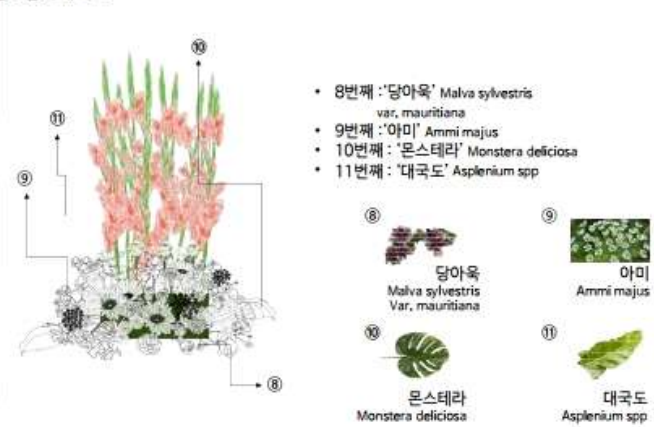 ⑩
⑪
⑨
⑧
• 8번째 :‘당아욱’ Malva sylvestris
var, mauritiana
• 9번째 : ‘아미’ Ammi majus
• 10번째 : ‘몬스테라’ Monstera deliciosa
• 11번째 : ‘대국도’ Asplenium spp
⑧
당아욱
Malva sylvestris
Var, mauritiana
⑨
아미
Ammi majus
⑩
몬스테라
Monstera deliciosa
⑪
대국도
Asplenium spp